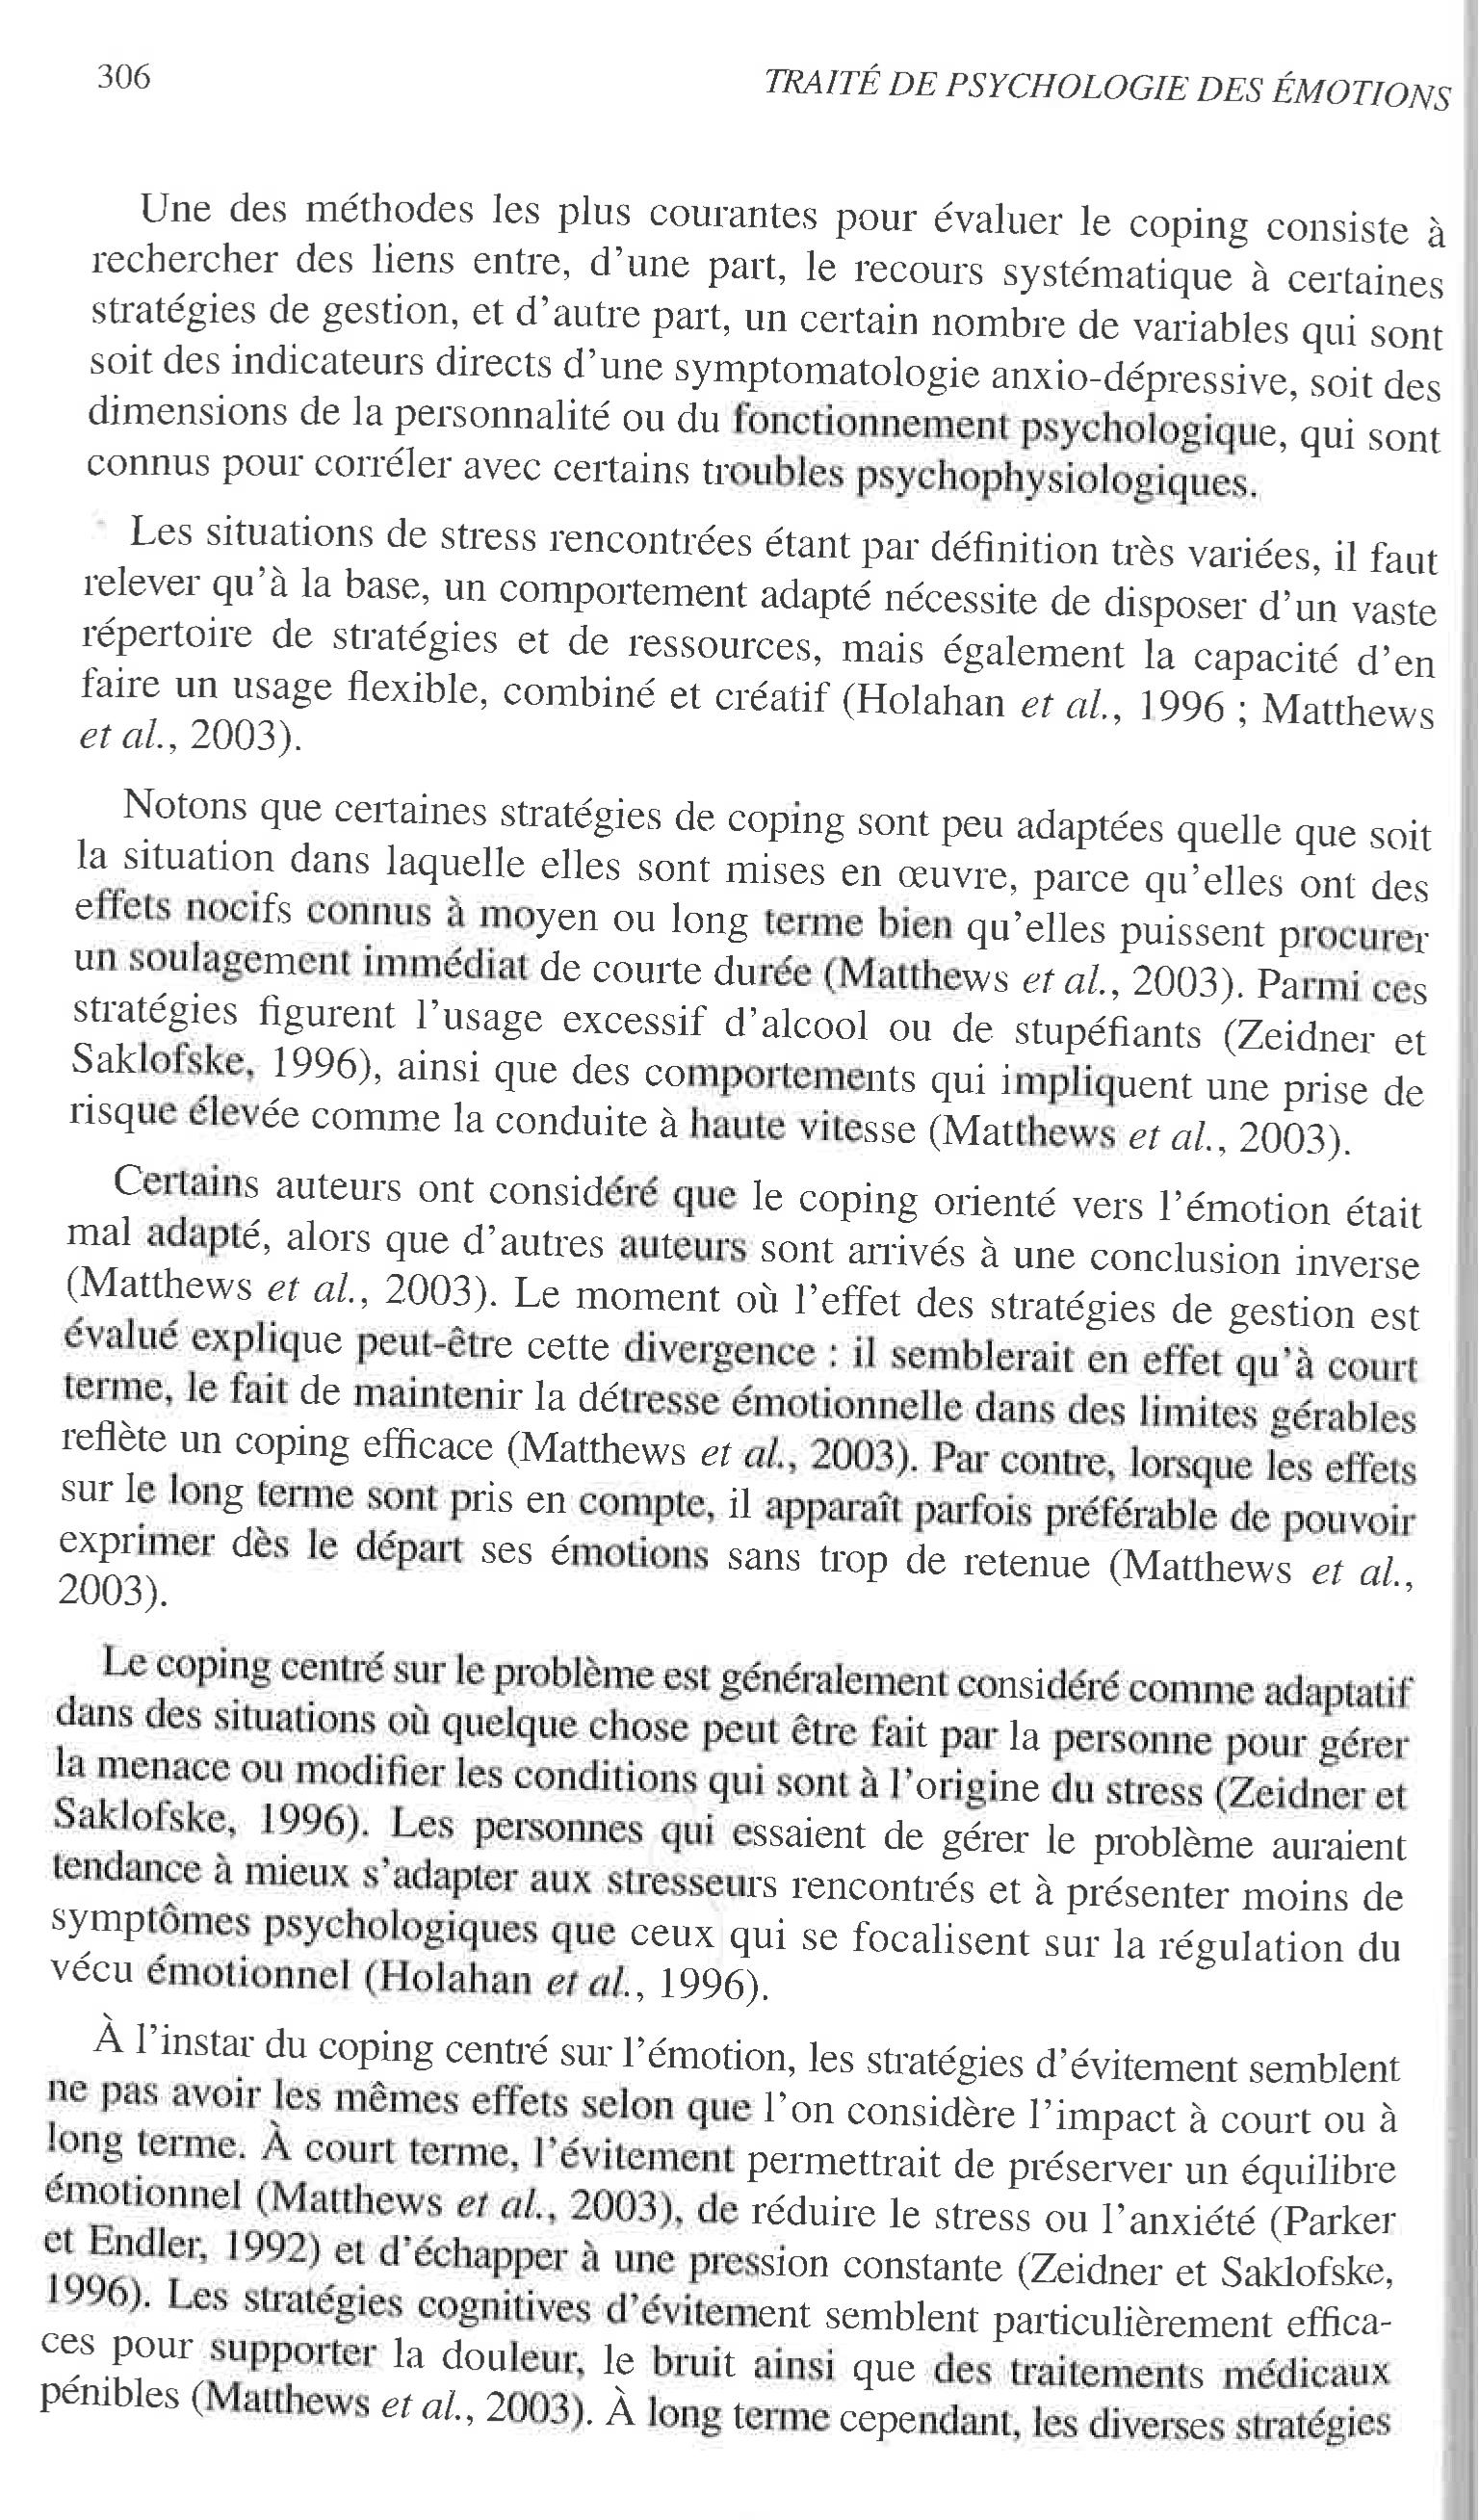 306
TRAITÉ DE PSYCHOLOGIE DES ÉMOTIONS
Une des méthodes les plus courantes pour évaluer le coping consiste à
rechercher des liens entre, d'une part, le recours systématique à certaines
stratégies de gestion, et d'autre part, un certain nombre de variables qui sont
soit des indicateurs directs d'une symptomatologie anxio-dépressive, soit des
dimensions de la personnalité ou du fonctionnement psychologique, qui sont
connus pour corréler avec certains troubles psychophysiologiques.
Les situations de stress rencontrées étant par définition très variées, il faut
relever qu'à la base, un comportement adapté nécessite de disposer d'un vaste
répertoire de stratégies et de ressources, mais également la capacité d'en
faire un usage flexible, combiné et créatif (Holahan et al., 1996 ; Matthews
et al., 2003).
Notons que certaines stratégies de coping sont peu adaptées quelle que soit
la situation dans laquelle elles sont mises en œuvre, parce qu'elles ont des
effets nocifs connus à moyen ou long terme bien qu'elles puissent procurer
un soulagement immédiat de courte durée (Matthews et al., 2003). Parmi ces
stratégies figurent l'usage excessif d'alcool ou de stupéfiants (Zeidner et
Saklofske, 1996), ainsi que des comportements qui impliquent une prise de
risque élevée comme la conduite à haute vitesse (Matthews et al., 2003).
Certains auteurs ont considéré que le coping orienté vers l'émotion était
mal adapté, alors que d'autres auteurs sont arrivés à une conclusion inverse
(Matthews et al., 2003). Le moment où l'effet des stratégies de gestion est
évalué explique peut-être cette divergence : il semblerait en effet qu'à court
terme, le fait de maintenir la détresse émotionnelle dans des limites gérables
reflète un coping efficace (Matthews et al., 2003). Par contre, lorsque les effets
sur le long terme sont pris en compte, il apparaît parfois préférable de pouvoir
exprimer dès le départ ses émotions sans trop de retenue (Matthews et al.,
2003).
Le coping centré sur le problème est généralement considéré comme adaptatif
dans des situations où quelque chose peut être fait par la personne pour gérer
la menace ou modifier les conditions qui sont à l'origine du stress (Zeidner et
Saklofske, 1996). Les personnes qui essaient de gérer le problème auraient
tendance à mieux s'adapter aux stresseurs rencontrés et à présenter moins de
symptômes psychologiques que ceux qui se focalisent sur la régulation du
vécu émotionnel (Holahan et al., 1996).
À l'instar du coping centré sur l'émotion, les stratégies d'évitement semblent
ne pas avoir les mêmes effets selon que l'on considère l'impact à court ou à
long terme. À court terme, l'évitement permettrait de préserver un équilibre
émotionnel (Matthews et al., 2003), de réduire le stress ou l'anxiété (Parker
et Endler, 1992) et d'échapper à une pression constante (Zeidner et Saklofske,
1996). Les stratégies cognitives d'évitement semblent particulièrement effica-
ces pour supporter la douleur, le bruit ainsi que des traitements médicaux
pénibles (Matthews et al., 2003). À long terme cependant, les diverses stratégies